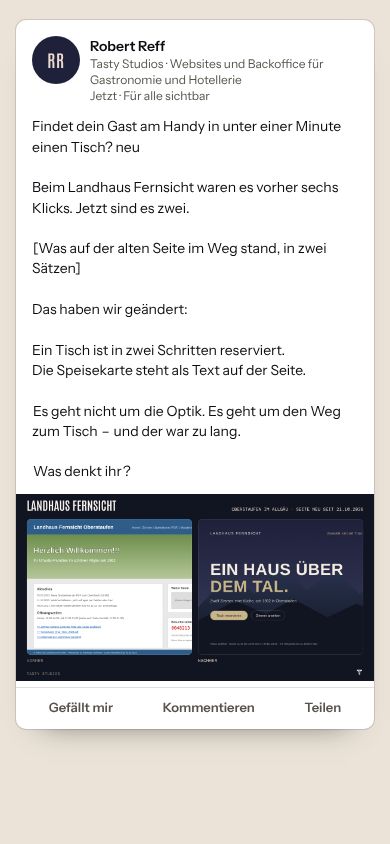 RR
Robert Reff
Tasty Studios · Websites und Backoffice für
Gastronomie und Hotellerie
Jetzt · Für alle sichtbar
Findet dein Gast am Handy in unter einer Minute
einen Tisch? neu
Beim Landhaus Fernsicht waren es vorher sechs
Klicks. Jetzt sind es zwei.
[Was auf der alten Seite im Weg stand, in zwei
Sätzen]
Das haben wir geändert:
Ein Tisch ist in zwei Schritten reserviert.
Die Speisekarte steht als Text auf der Seite.
Es geht nicht um die Optik. Es geht um den Weg
zum Tisch – und der war zu lang.
Was denkt ihr?
LANDHAUS FERNSICHT
OBERSTAUFEN IM ALLGÄU · SEITE NEU SEIT 21.10.2026
Landhaus Fernsicht Oberstaufen
Herzlich Willkommen!!!
Aktuelles
LANDHAUS FERNSICHT
EIN HAUS ÜBER
DEM TAL.
Tisch reservieren
Zimmer ansehen
VORHER
NACHHER
TASTY STUDIOS
Gefällt mir
Kommentieren
Teilen